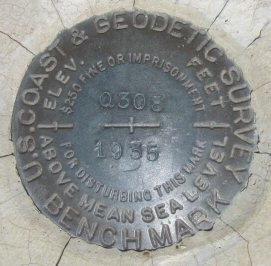 U.S. COAST & GEODETIC SURVEY
BENCH MARK
ELEV. FEET
ABOVE MEAN SEA LEVEL
$250 FINE OR IMPRISONMENT
FOR DISTURBING THIS MARK
Q308
1935